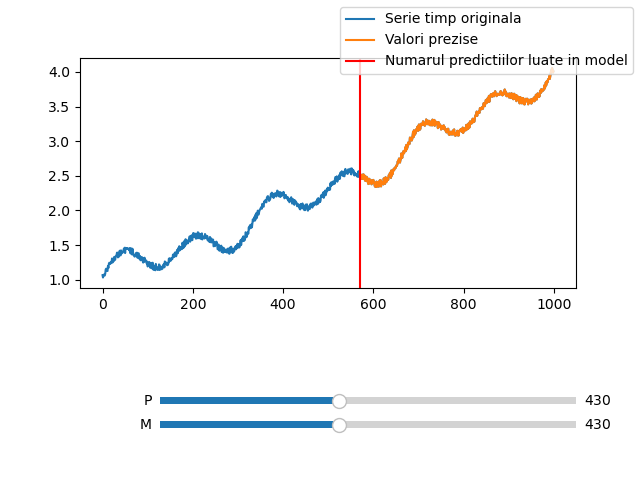 Serie timp originala
Valori prezise
Numarul predictiilor luate in model
4.0
3.5
3.0
2.5
2.0
1.5
1.0
0 200 400 600 800 1000
P 430
M 430